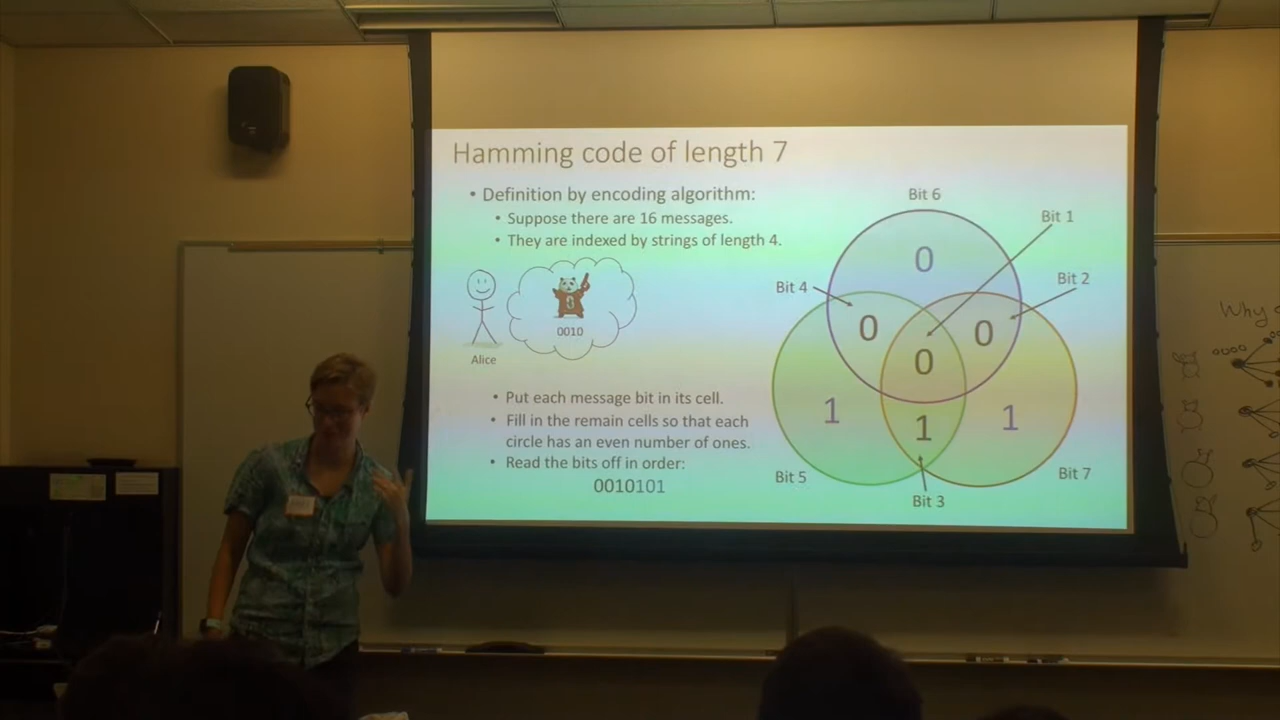 Hamming code of length 7
• Definition by encoding algorithm:
• Suppose there are 16 messages.
• They are indexed by strings of length 4.
0010
Alice
• Put each message bit in its cell.
• Fill in the remain cells so that each
circle has an even number of ones.
• Read the bits off in order:
0010101
Bit 6
Bit 1
Bit 2
Bit 4
0
0
0
0
1
1
1
Bit 5
Bit 3
Bit 7
Why